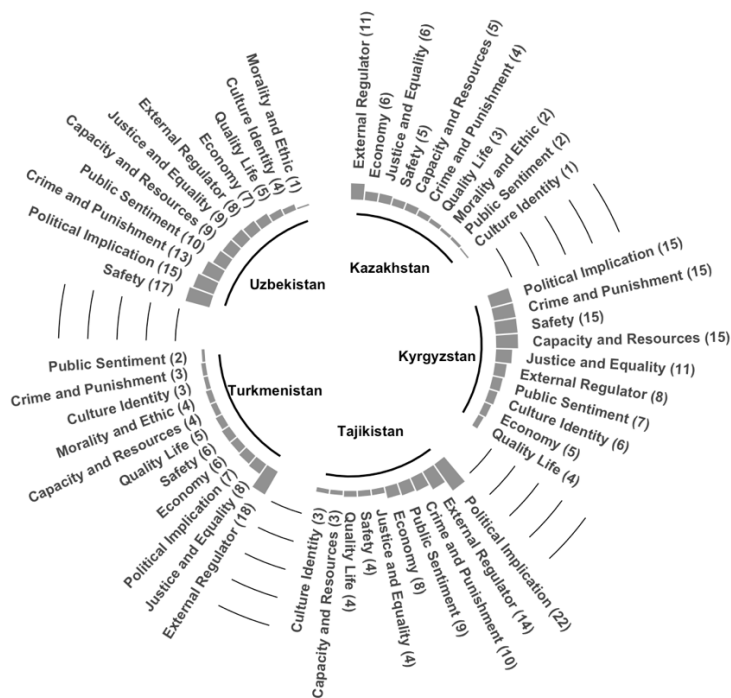 Kazakhstan
External Regulator (11)
Economy (6)
Justice and Equality (6)
Safety (5)
Capacity and Resources (5)
Crime and Punishment (4)
Quality Life (3)
Morality and Ethic (2)
Public Sentiment (2)
Culture Identity (1)
Kyrgyzstan
Political Implication (15)
Crime and Punishment (15)
Safety (15)
Capacity and Resources (15)
Justice and Equality (11)
External Regulator (8)
Public Sentiment (7)
Culture Identity (6)
Economy (5)
Quality Life (4)
Tajikistan
Political Implication (22)
External Regulator (14)
Crime and Punishment (10)
Public Sentiment (9)
Economy (8)
Justice and Equality (4)
Safety (4)
Quality Life (4)
Capacity and Resources (3)
Culture Identity (3)
Turkmenistan
External Regulator (18)
Justice and Equality (8)
Political Implication (7)
Economy (6)
Safety (6)
Quality Life (5)
Capacity and Resources (4)
Morality and Ethic (4)
Culture Identity (3)
Crime and Punishment (3)
Public Sentiment (2)
Uzbekistan
Safety (17)
Political Implication (15)
Crime and Punishment (13)
Public Sentiment (10)
Capacity and Resources (9)
Justice and Equality (9)
External Regulator (8)
Economy (7)
Quality Life (5)
Culture Identity (4)
Morality and Ethic (1)